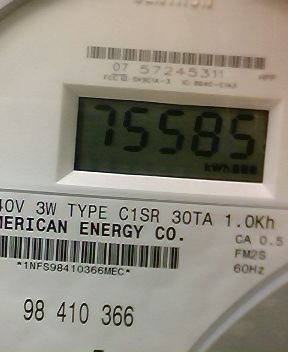 07 57245311
75585
kWh
40V 3W TYPE C1SR 30TA 1.0Kh
MERICAN ENERGY CO.
CA 0.5
*1NFS98410366MEC*
FM2S
60Hz
98 410 366